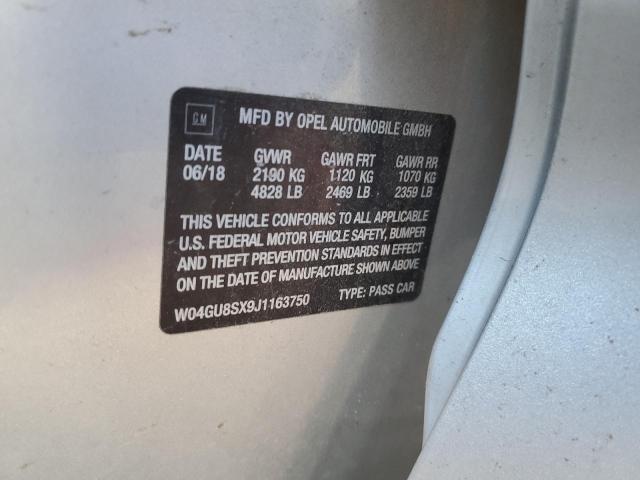 GM
MFD BY OPEL AUTOMOBILE GMBH
DATE GVWR GAWR FRT GAWR RR
06/18 2190 KG 1120 KG 1070 KG
4828 LB 2469 LB 2359 LB
THIS VEHICLE CONFORMS TO ALL APPLICABLE
U.S. FEDERAL MOTOR VEHICLE SAFETY, BUMPER
AND THEFT PREVENTION STANDARDS IN EFFECT
ON THE DATE OF MANUFACTURE SHOWN ABOVE
W04GU8SX9J1163750 TYPE: PASS CAR